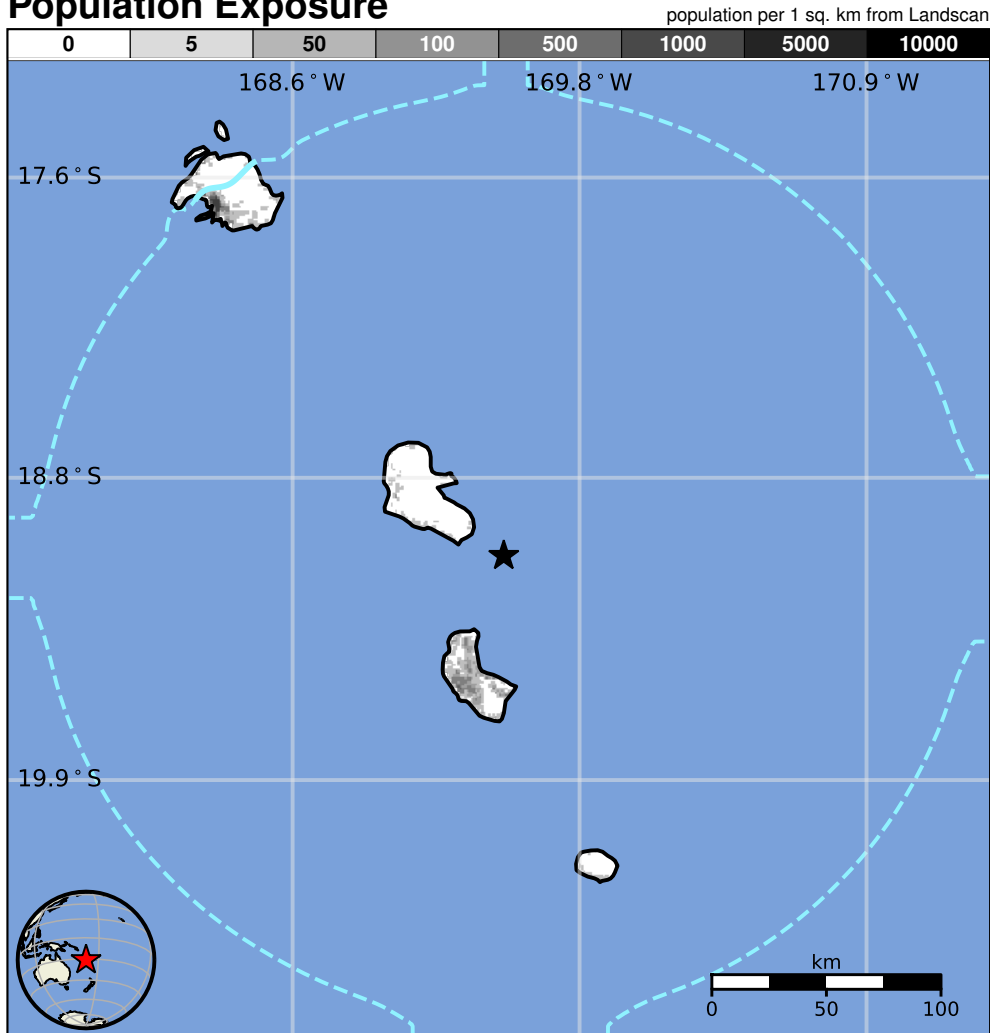 Population Exposure
population per 1 sq. km from Landscan
0 5 50 100 500 1000 5000 10000
168.6°W 169.8°W 170.9°W
17.6°S
18.8°S
19.9°S
km
0 50 100